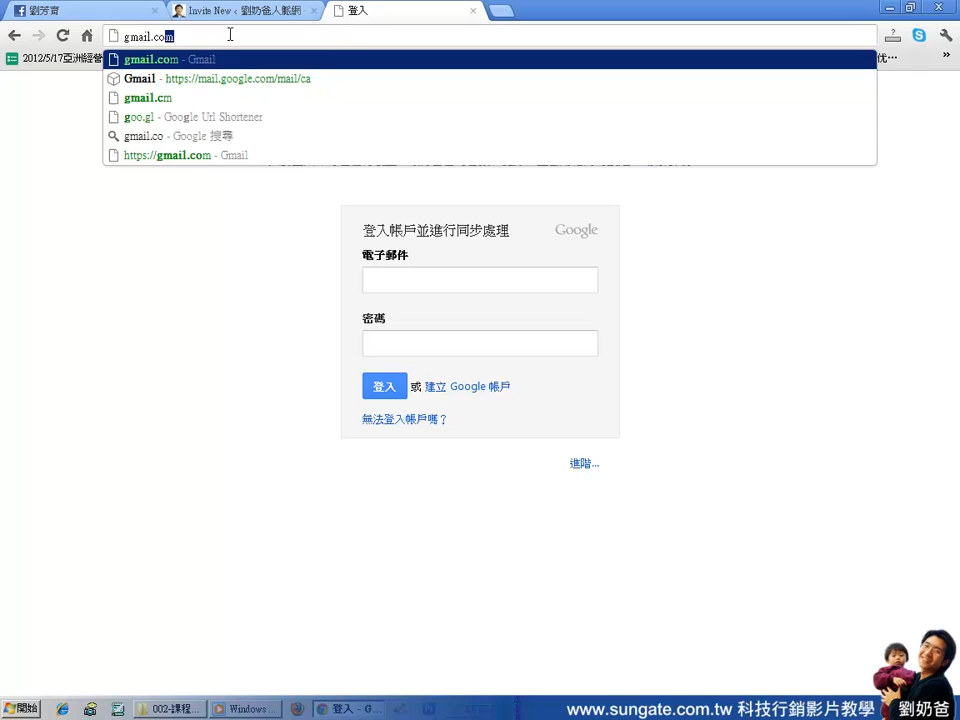 劉芳育
Invite New ‹ 劉奶爸人脈網
登入
gmail.com
2012/5/17亞洲經營
优...
gmail.com - Gmail
Gmail - https://mail.google.com/mail/ca
gmail.cm
goo.gl - Google Url Shortener
gmail.co - Google 搜尋
https://gmail.com - Gmail
登入帳戶並進行同步處理
Google
電子郵件
密碼
登入 或 建立 Google 帳戶
無法登入帳戶嗎？
進階...
開始
002-課程...
Windows...
登入 - G...
www.sungate.com.tw 科技行銷影片教學
劉奶爸